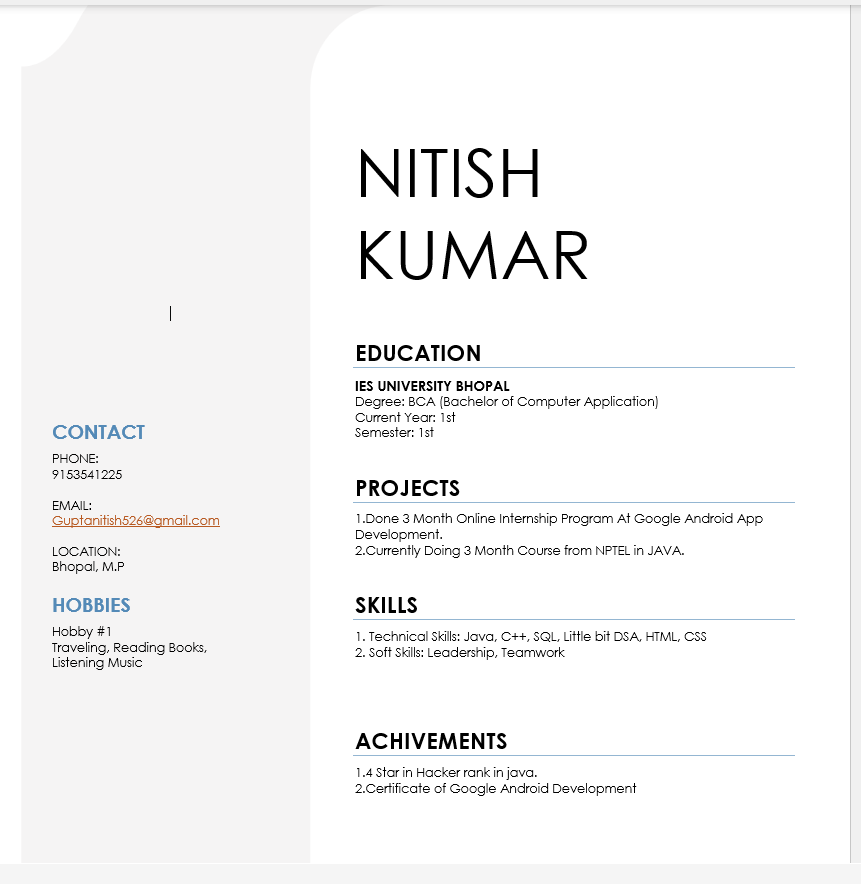 NITISH
KUMAR
CONTACT
PHONE:
9153541225
EMAIL:
Guptanitish526@gmail.com
LOCATION:
Bhopal, M.P
HOBBIES
Hobby #1
Traveling, Reading Books,
Listening Music
EDUCATION
IES UNIVERSITY BHOPAL
Degree: BCA (Bachelor of Computer Application)
Current Year: 1st
Semester: 1st
PROJECTS
1.Done 3 Month Online Internship Program At Google Android App
Development.
2.Currently Doing 3 Month Course from NPTEL in JAVA.
SKILLS
1. Technical Skills: Java, C++, SQL, Little bit DSA, HTML, CSS
2. Soft Skills: Leadership, Teamwork
ACHIVEMENTS
1.4 Star in Hacker rank in java.
2.Certificate of Google Android Development